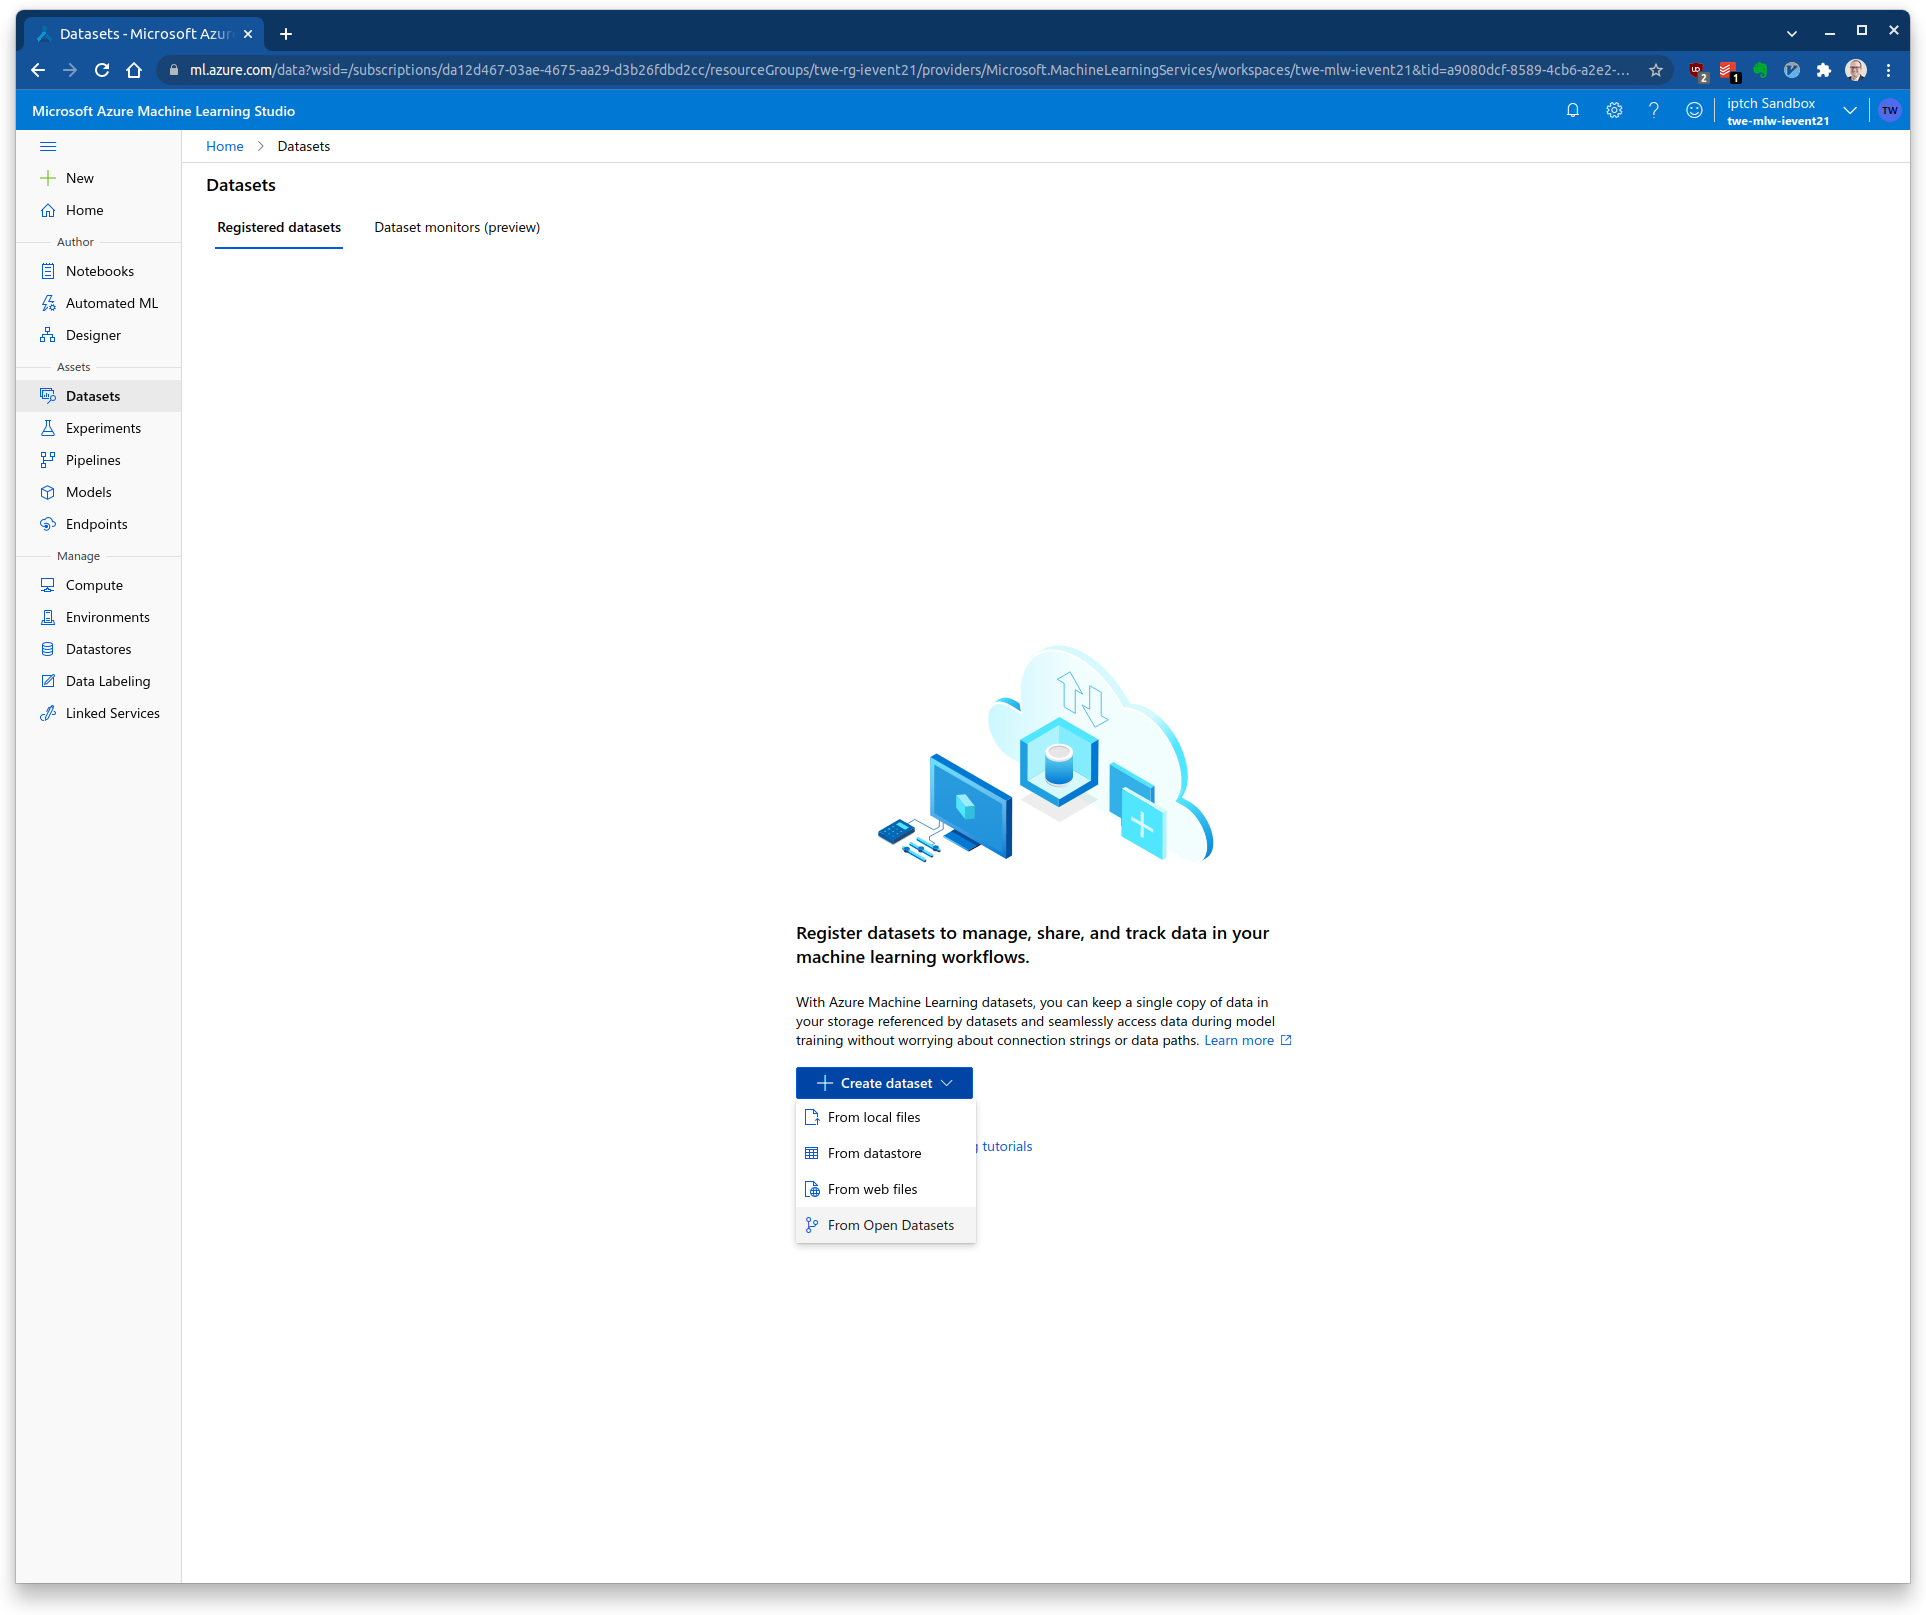 Datasets - Microsoft Azur
ml.azure.com/data?wsid=/subscriptions/da12d467-03ae-4675-aa29-d3b26fdbd2cc/resourceGroups/twe-rg-ievent21/providers/Microsoft.MachineLearningServices/workspaces/twe-mlw-ievent21&tid=a9080dcf-8589-4cb6-a2e2-...
2
1
Microsoft Azure Machine Learning Studio
iptch Sandbox
twe-mlw-ievent21
TW
Home > Datasets
New
Home
Author
Notebooks
Automated ML
Designer
Assets
Datasets
Experiments
Pipelines
Models
Endpoints
Manage
Compute
Environments
Datastores
Data Labeling
Linked Services
Datasets
Registered datasets
Dataset monitors (preview)
Register datasets to manage, share, and track data in your
machine learning workflows.
With Azure Machine Learning datasets, you can keep a single copy of data in
your storage referenced by datasets and seamlessly access data during model
training without worrying about connection strings or data paths. Learn more
Create dataset
From local files
From datastore
tutorials
From web files
From Open Datasets